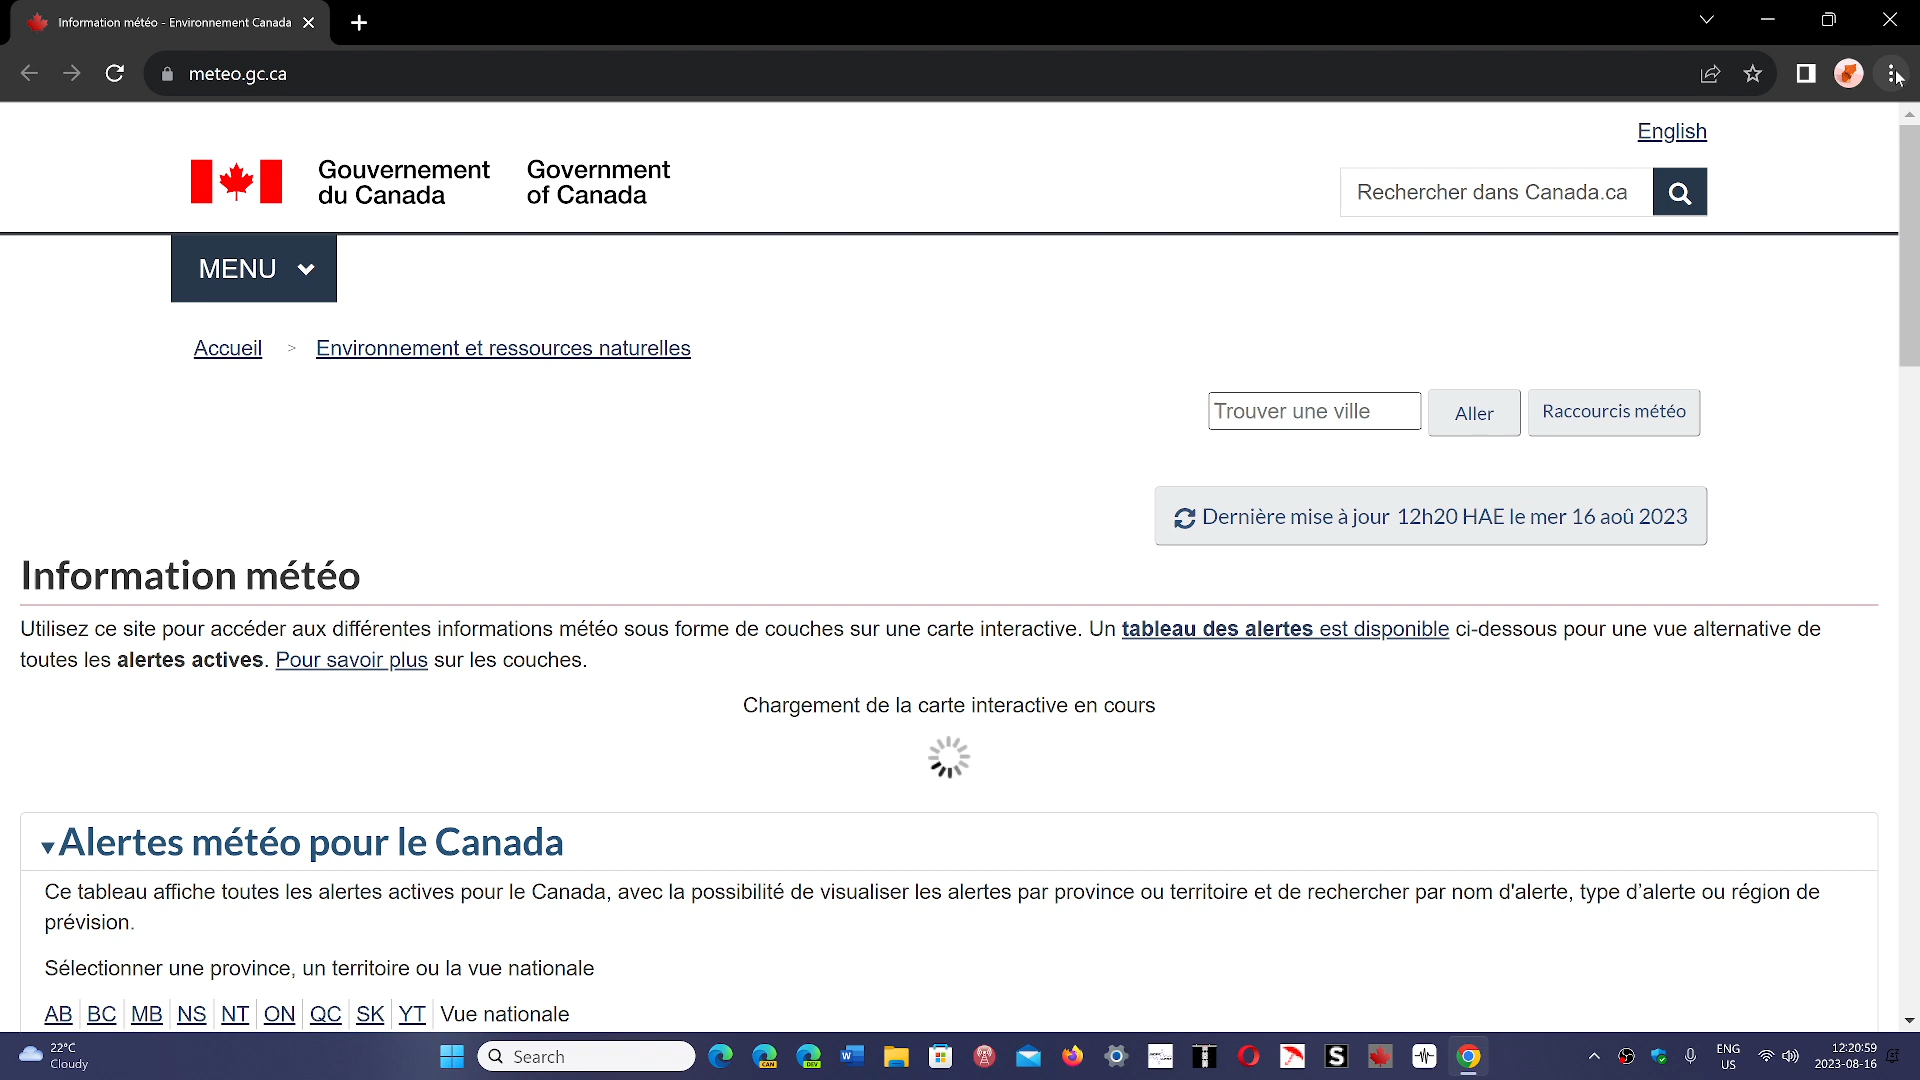 Information météo - Environnement Canada
meteo.gc.ca
English
Gouvernement du Canada
Government of Canada
Rechercher dans Canada.ca
MENU
Accueil > Environnement et ressources naturelles
Trouver une ville
Aller
Raccourcis météo
Dernière mise à jour 12h20 HAE le mer 16 aoû 2023
Information météo
Utilisez ce site pour accéder aux différentes informations météo sous forme de couches sur une carte interactive. Un tableau des alertes est disponible ci-dessous pour une vue alternative de
toutes les alertes actives. Pour savoir plus sur les couches.
Chargement de la carte interactive en cours
Alertes météo pour le Canada
Ce tableau affiche toutes les alertes actives pour le Canada, avec la possibilité de visualiser les alertes par province ou territoire et de rechercher par nom d'alerte, type d’alerte ou région de
prévision.
Sélectionner une province, un territoire ou la vue nationale
AB BC MB NS NT ON QC SK YT Vue nationale
22°C
Cloudy
Search
CAN
DEV
W
S
ENG
US
12:20:59
2023-08-16